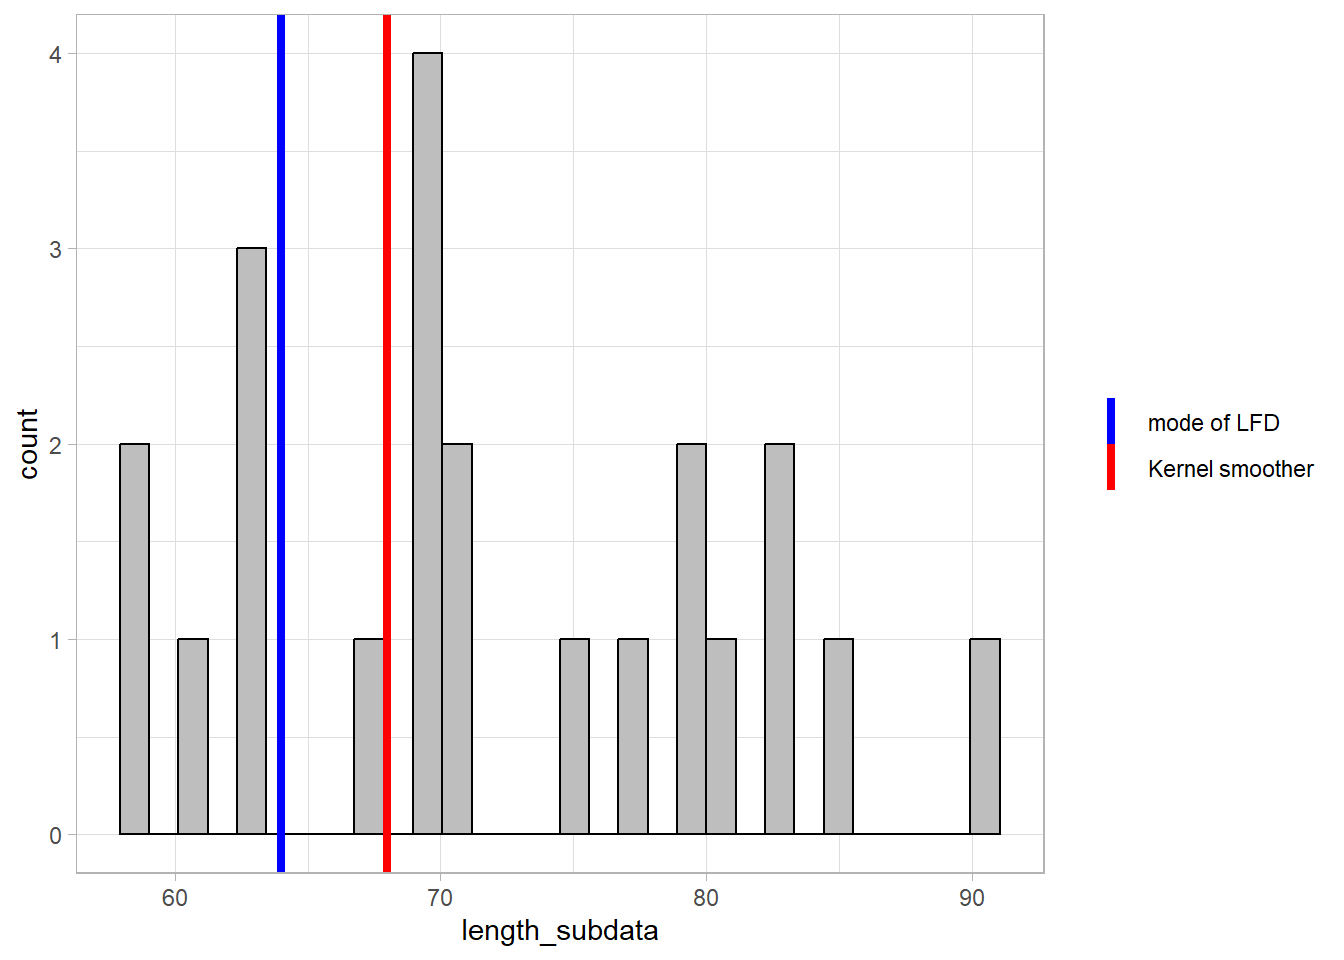 4
3
2
1
0
count
60
70
80
90
length_subdata
mode of LFD
Kernel smoother